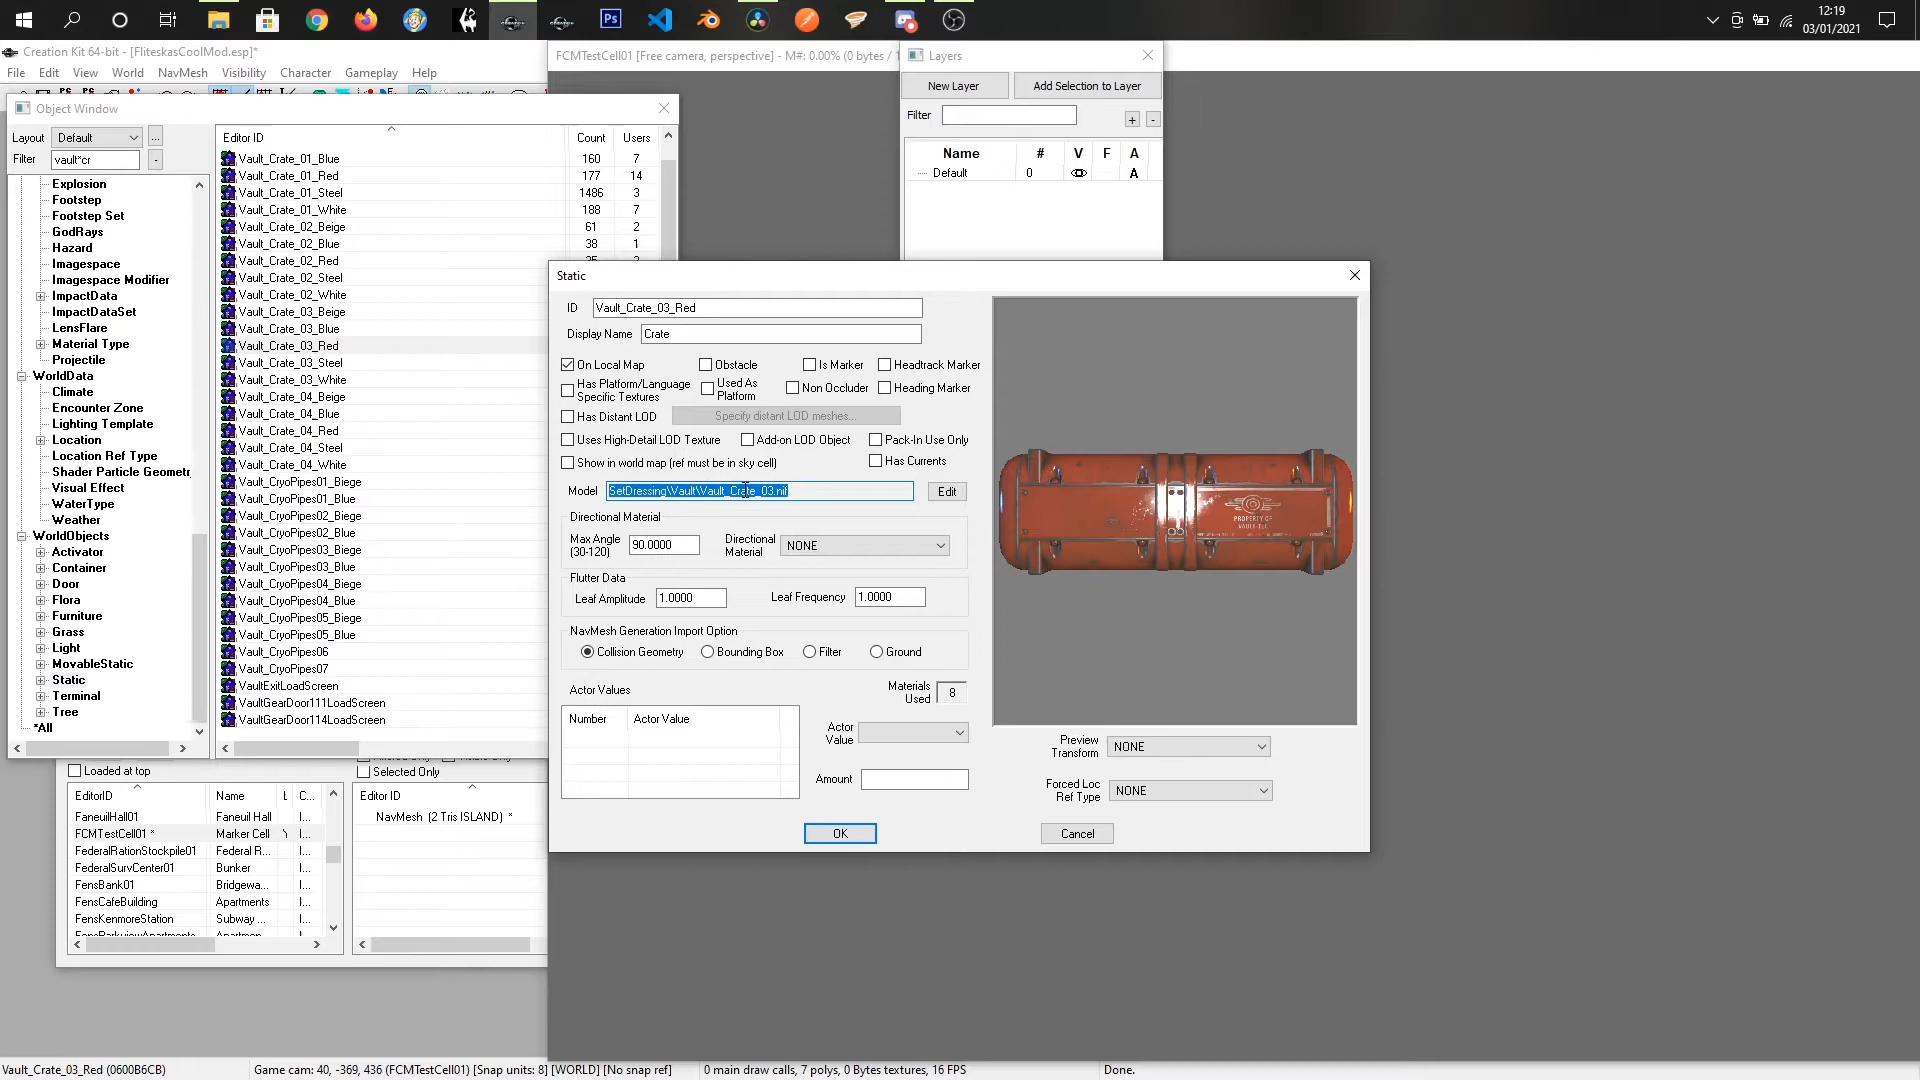 12:19
03/01/2021
Creation Kit 64-bit - [FliteskasCoolMod.esp]*
File Edit View World NavMesh Visibility Character Gameplay Help
FCMTestCell01 [Free camera, perspective] - M#: 0.00% (0 bytes / 1
Layers
New Layer
Add Selection to Layer
Filter
+
-
Name # V F A
Default 0 A
Object Window
Layout Default ...
Filter vault*cr -
Explosion
Footstep
Footstep Set
GodRays
Hazard
Imagespace
Imagespace Modifier
ImpactData
ImpactDataSet
LensFlare
Material Type
Projectile
WorldData
Climate
Encounter Zone
Lighting Template
Location
Location Ref Type
Shader Particle Geometr
Visual Effect
WaterType
Weather
WorldObjects
Activator
Container
Door
Flora
Furniture
Grass
Light
MovableStatic
Static
Terminal
Tree
*All
Editor ID Count Users
Vault_Crate_01_Blue 160 7
Vault_Crate_01_Red 177 14
Vault_Crate_01_Steel 1486 3
Vault_Crate_01_White 188 7
Vault_Crate_02_Beige 61 2
Vault_Crate_02_Blue 38 1
Vault_Crate_02_Red
Vault_Crate_02_Steel
Vault_Crate_02_White
Vault_Crate_03_Beige
Vault_Crate_03_Blue
Vault_Crate_03_Red
Vault_Crate_03_Steel
Vault_Crate_03_White
Vault_Crate_04_Beige
Vault_Crate_04_Blue
Vault_Crate_04_Red
Vault_Crate_04_Steel
Vault_Crate_04_White
Vault_CryoPipes01_Biege
Vault_CryoPipes01_Blue
Vault_CryoPipes02_Biege
Vault_CryoPipes02_Blue
Vault_CryoPipes03_Biege
Vault_CryoPipes03_Blue
Vault_CryoPipes04_Biege
Vault_CryoPipes04_Blue
Vault_CryoPipes05_Biege
Vault_CryoPipes05_Blue
Vault_CryoPipes06
Vault_CryoPipes07
VaultExitLoadScreen
VaultGearDoor111LoadScreen
VaultGearDoor114LoadScreen
Static
ID Vault_Crate_03_Red
Display Name Crate
On Local Map Obstacle Is Marker Headtrack Marker
Has Platform/Language
Specific Textures
Used As
Platform
Non Occluder Heading Marker
Has Distant LOD Specify distant LOD meshes...
Uses High-Detail LOD Texture Add-on LOD Object Pack-In Use Only
Show in world map (ref must be in sky cell) Has Currents
Model SetDressing\Vault\Vault_Crate_03.nif Edit
Directional Material
Max Angle
(30-120)
90.0000
Directional
Material
NONE
Flutter Data
Leaf Amplitude 1.0000 Leaf Frequency 1.0000
NavMesh Generation Import Option
Collision Geometry Bounding Box Filter Ground
Actor Values
Materials
Used
8
Number Actor Value
Actor
Value
Amount
OK
Cancel
PROPERTY OF
VAULT-TEC
Preview
Transform
NONE
Forced Loc
Ref Type
NONE
Loaded at top
Selected Only
EditorID Name L C...
FaneuilHall01 Faneuil Hall I...
FCMTestCell01 * Marker Cell Y I...
FederalRationStockpile01 Federal R... I...
FederalSurvCenter01 Bunker I...
FensBank01 Bridgewa... I...
FensCafeBuilding Apartments I...
FensKenmoreStation Subway ... I...
Editor ID
NavMesh (2 Tris ISLAND) *
Vault_Crate_03_Red (0600B6CB)
Game cam: 40, -369, 436 (FCMTestCell01) [Snap units: 8] [WORLD] [No snap ref]
0 main draw calls, 7 polys, 0 Bytes textures, 16 FPS
Done.